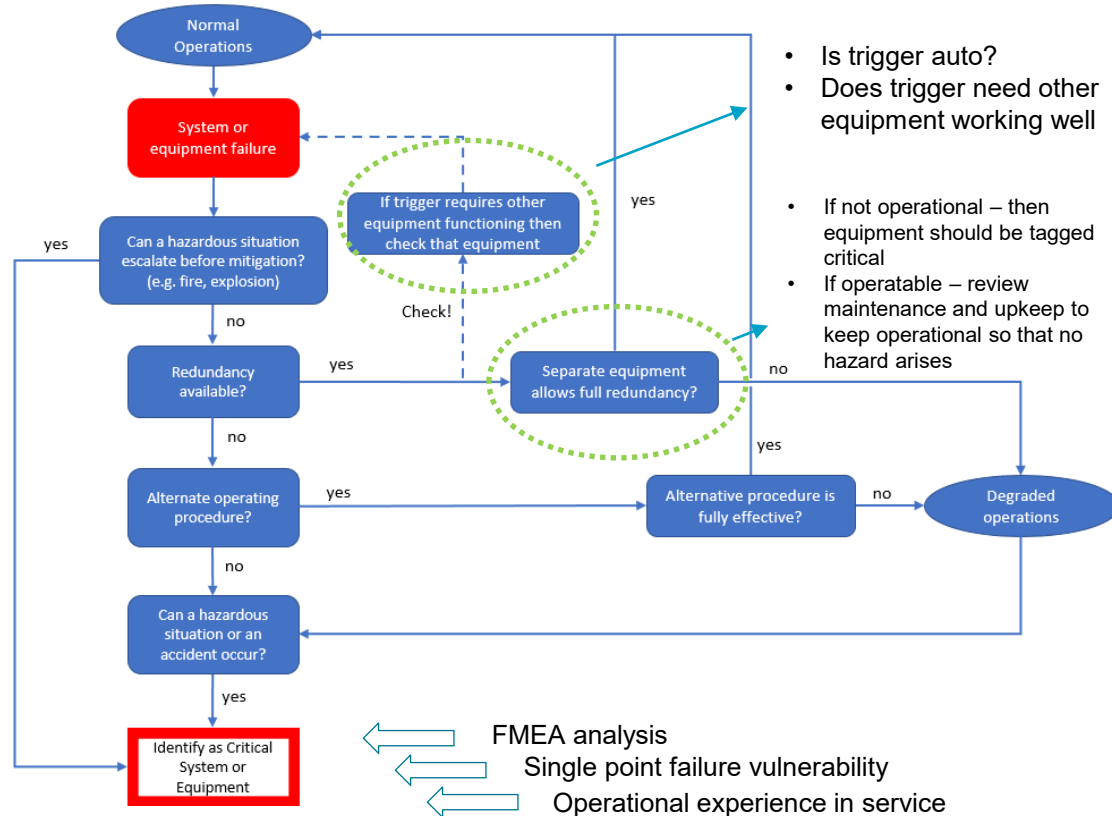 Normal
Operations
System or
equipment failure
Can a hazardous situation
escalate before mitigation?
(e.g. fire, explosion)
yes
no
Redundancy
available?
yes
no
Alternate operating
procedure?
yes
no
Can a hazardous
situation or an
accident occur?
yes
Identify as Critical
System or
Equipment
If trigger requires other
equipment functioning then
check that equipment
Check!
Separate equipment
allows full redundancy?
yes
no
Alternative procedure is
fully effective?
yes
no
Degraded
operations
• Is trigger auto?
• Does trigger need other
equipment working well
• If not operational – then
equipment should be tagged
critical
• If operatable – review
maintenance and upkeep to
keep operational so that no
hazard arises
FMEA analysis
Single point failure vulnerability
Operational experience in service